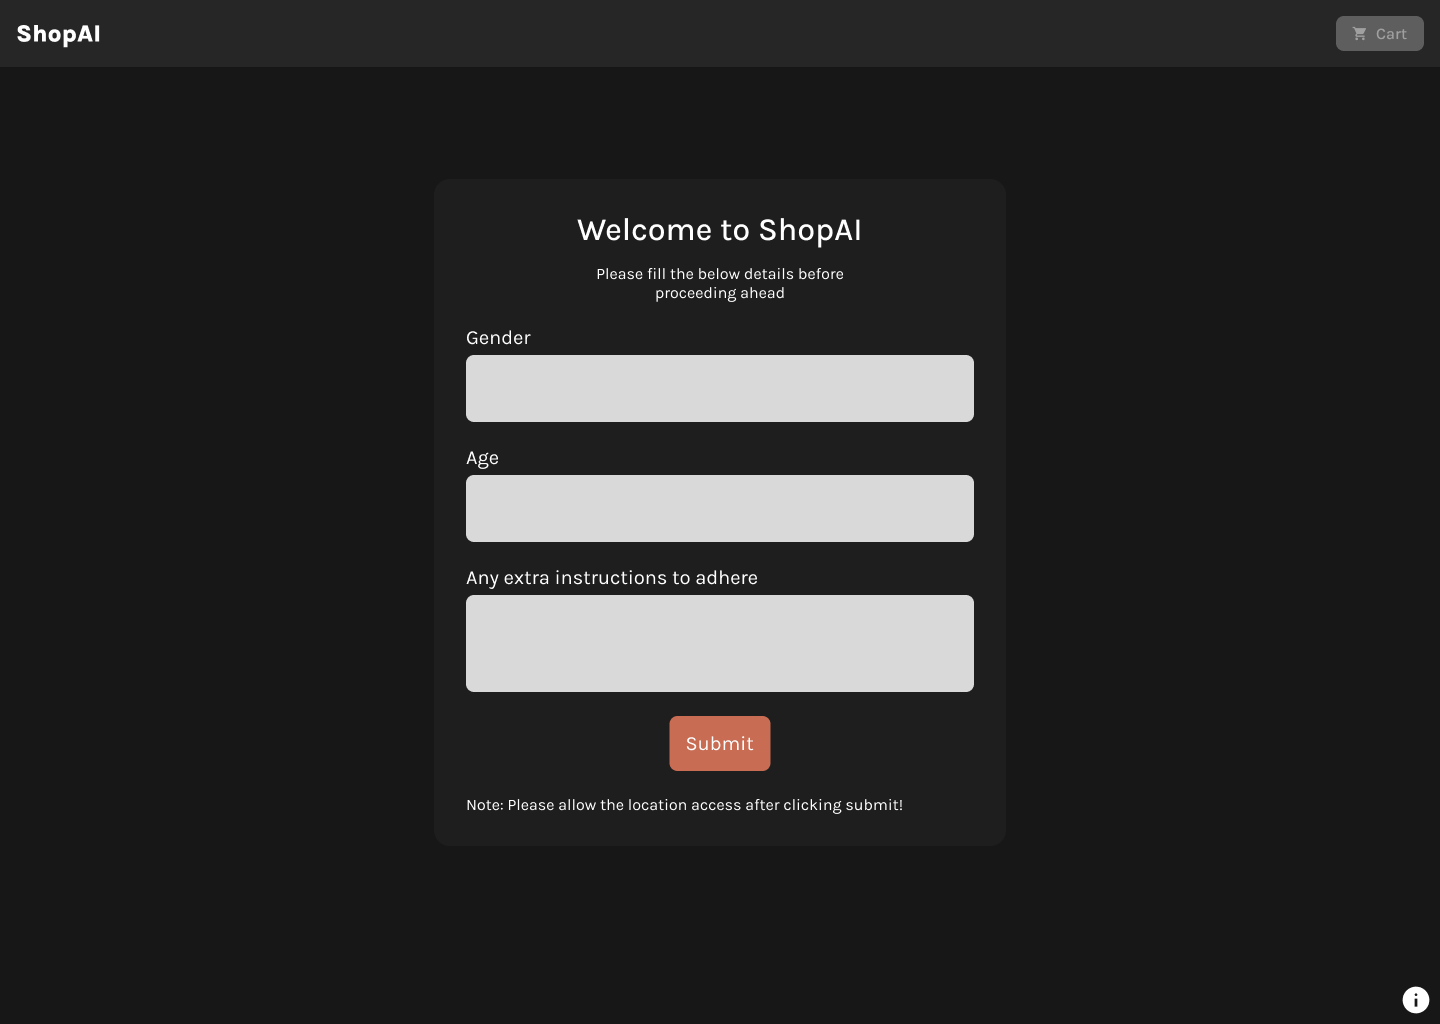 ShopAI
Cart
Welcome to ShopAI
Please fill the below details before
proceeding ahead
Gender
Age
Any extra instructions to adhere
Submit
Note: Please allow the location access after clicking submit!